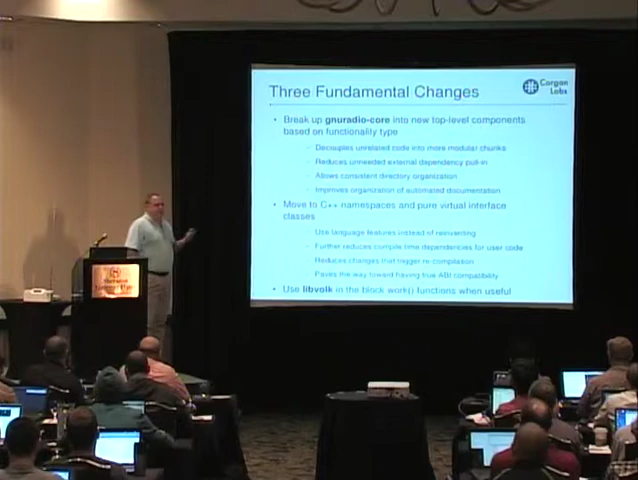 Three Fundamental Changes
Corgan
Labs
• Break up gnuradio-core into new top-level components
based on functionality type
– Decouples unrelated code into more modular chunks
– Reduces unneeded external dependency pull-in
– Allows consistent directory organization
– Improves organization of automated documentation
• Move to C++ namespaces and pure virtual interface
classes
– Use language features instead of reinventing
– Further reduces compile time dependencies for user code
– Reduces changes that trigger re-compilation
– Paves the way toward having true ABI compatibility
• Use libvolk in the block work() functions when useful
Sheraton